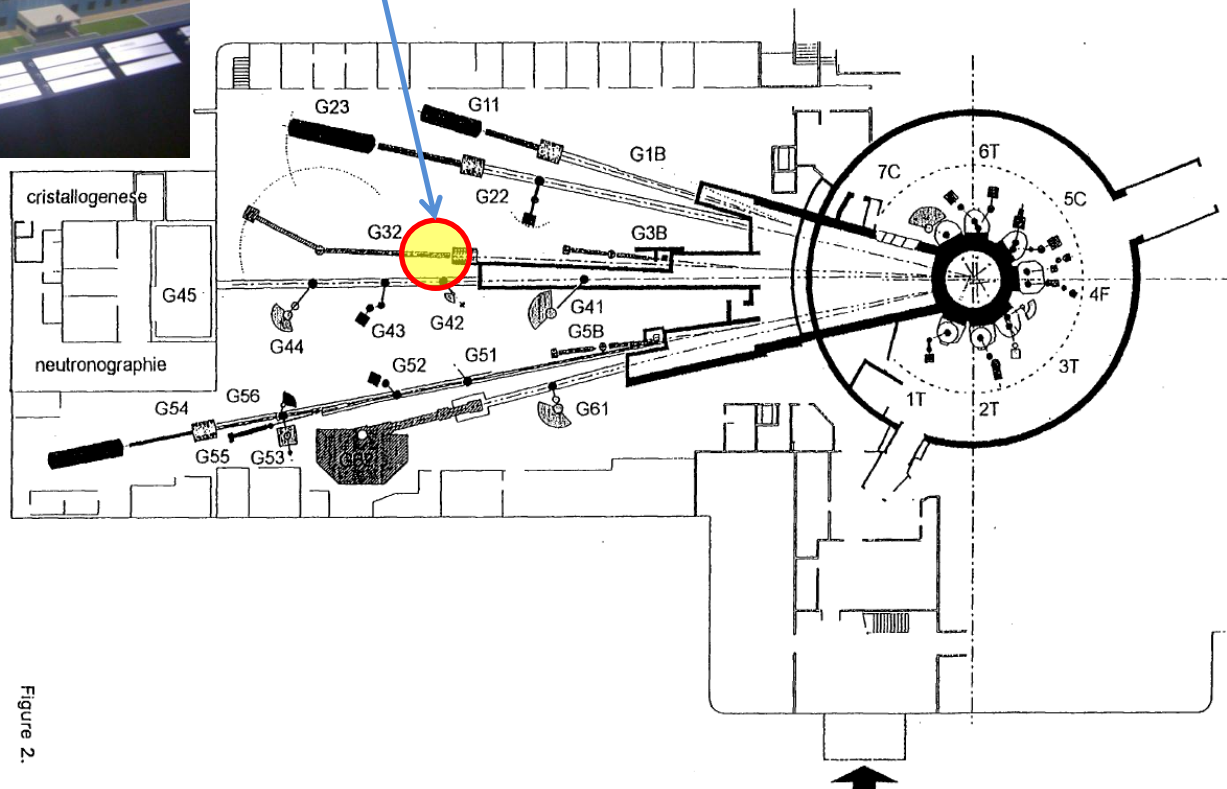 G23
G11
G1B
6T
7C
5C
cristallogenese
G22
G32
G3B
G45
G43
G42
G41
4F
G44
G5B
neutronographie
G52
G51
3T
G54
G56
G61
1T
2T
G55
G53
Figure 2.